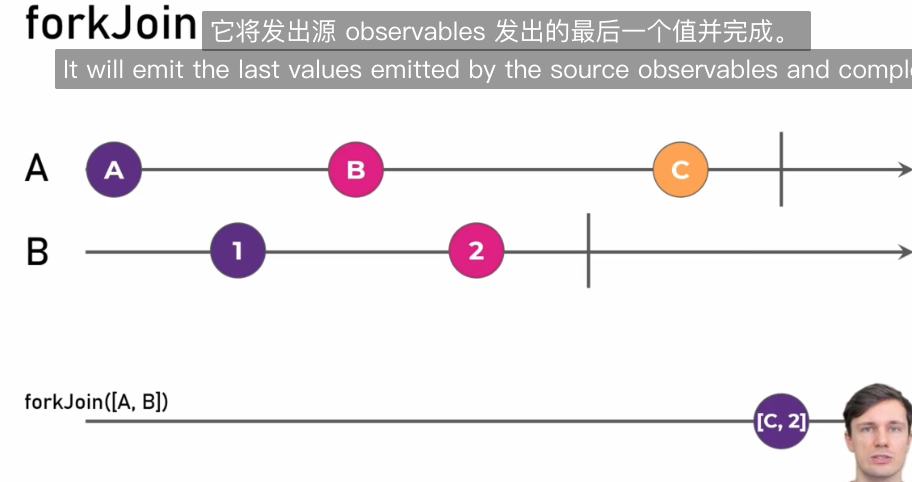 forkJoin
它将发出源 observables 发出的最后一个值并完成。
It will emit the last values emitted by the source observables and comple
A
A
B
C
B
1
2
forkJoin([A, B])
[C, 2]